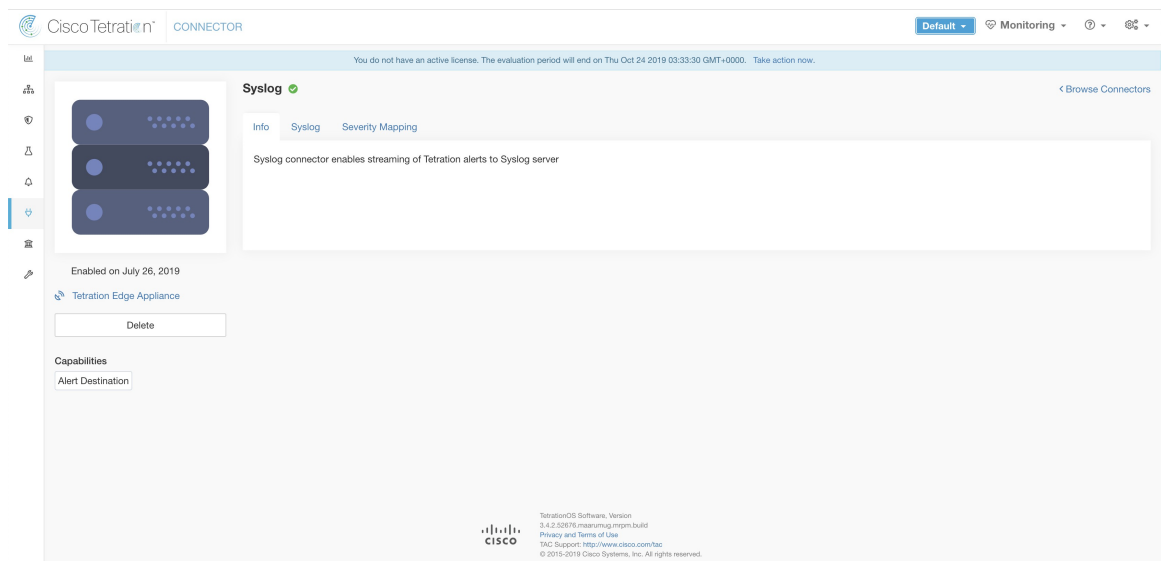 Cisco Tetration™ CONNECTOR Default Monitoring
You do not have an active license. The evaluation period will end on Thu Oct 24 2019 03:33:30 GMT+0000. Take action now.
Syslog < Browse Connectors
Info Syslog Severity Mapping
Syslog connector enables streaming of Tetration alerts to Syslog server
Enabled on July 26, 2019
Tetration Edge Appliance
Delete
Capabilities
Alert Destination
CISCO
TetrationOS Software, Version
3.4.2.52676.maarumug.mrpm.build
Privacy and Terms of Use
TAC Support: http://www.cisco.com/tac
© 2015-2019 Cisco Systems, Inc. All rights reserved.